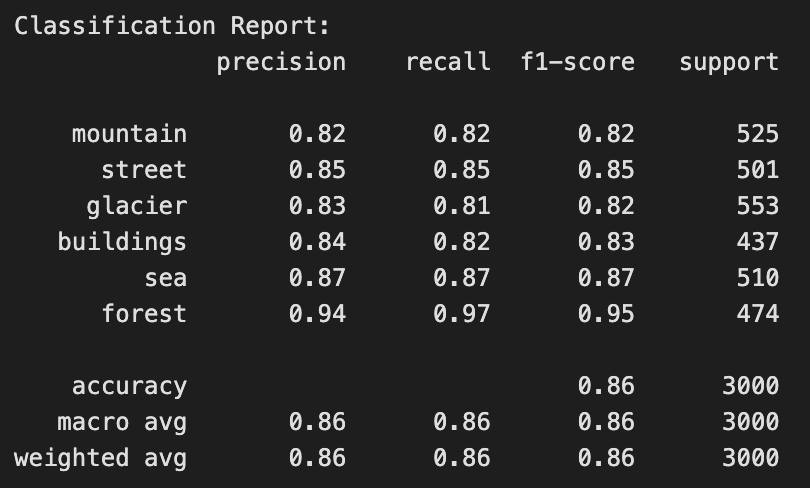 Classification Report:
precision recall f1-score support
mountain 0.82 0.82 0.82 525
street 0.85 0.85 0.85 501
glacier 0.83 0.81 0.82 553
buildings 0.84 0.82 0.83 437
sea 0.87 0.87 0.87 510
forest 0.94 0.97 0.95 474
accuracy 0.86 3000
macro avg 0.86 0.86 0.86 3000
weighted avg 0.86 0.86 0.86 3000